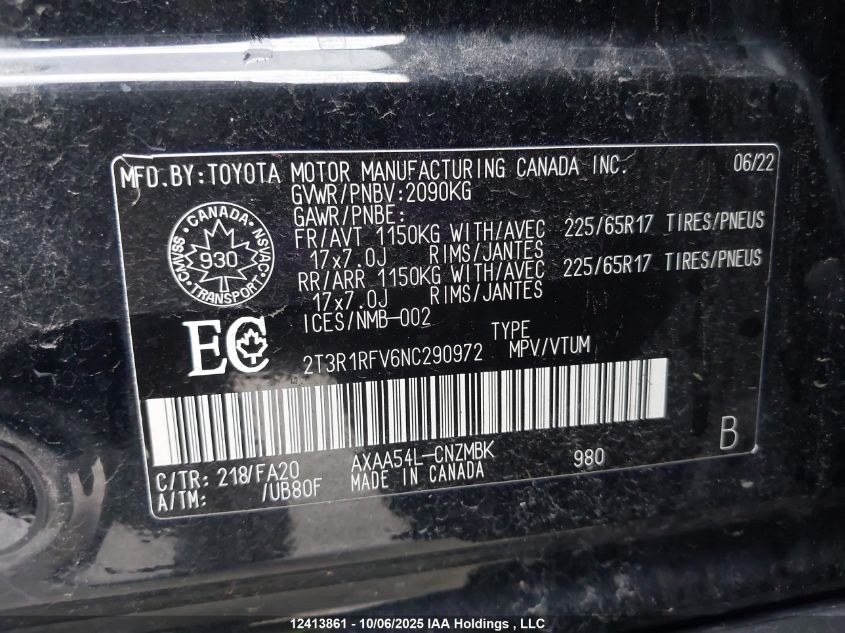 MFD.BY:TOYOTA MOTOR MANUFACTURING CANADA INC. 06/22
GVWR/PNBV:2090KG
GAWR/PNBE:
FR/AVT 1150KG WITH/AVEC 225/65R17 TIRES/PNEUS
17x7.0J RIMS/JANTES
RR/ARR 1150KG WITH/AVEC 225/65R17 TIRES/PNEUS
17x7.0J RIMS/JANTES
ICES/NMB-002
CANADA
CMVSS 930 NSVAC
TRANSPORT
EC
TYPE
2T3R1RFV6NC290972 MPV/VTUM
C/TR: 218/FA20 AXAA54L-CNZMBK 980 B
A/TM: /UB80F MADE IN CANADA
12413861 - 10/06/2025 IAA Holdings , LLC